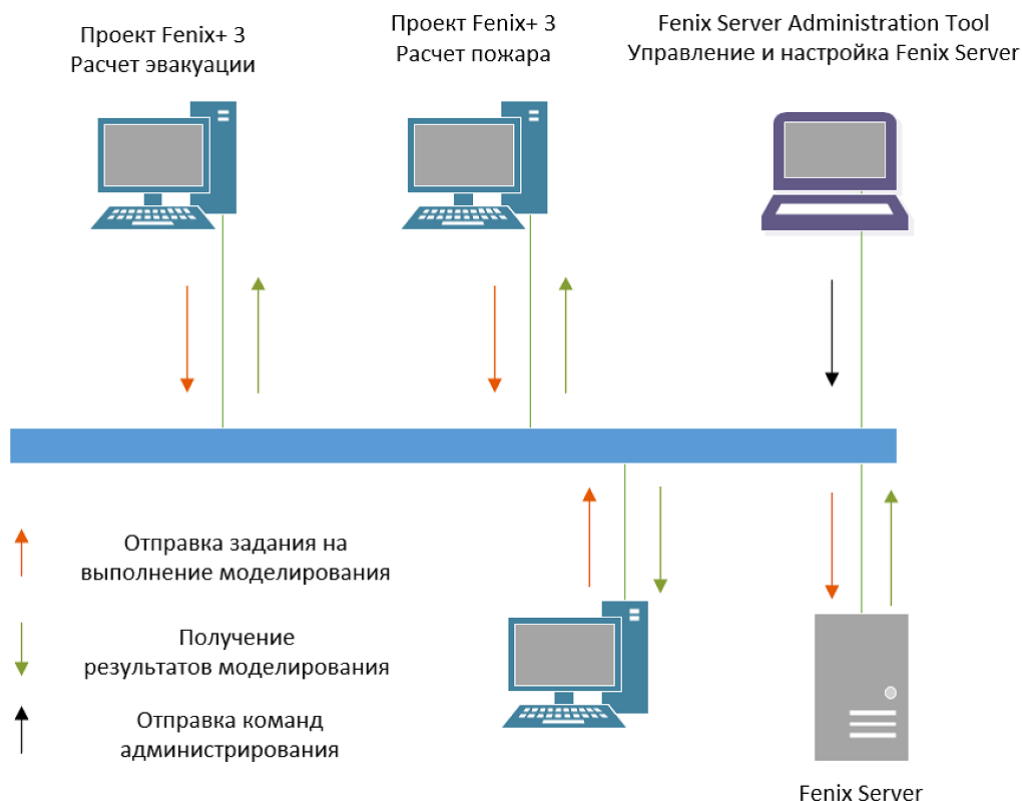 Проект Fenix+ 3
Расчет эвакуации
Проект Fenix+ 3
Расчет пожара
Fenix Server Administration Tool
Управление и настройка Fenix Server
Отправка задания на
выполнение моделирования
Получение
результатов моделирования
Отправка команд
администрирования
Fenix Server